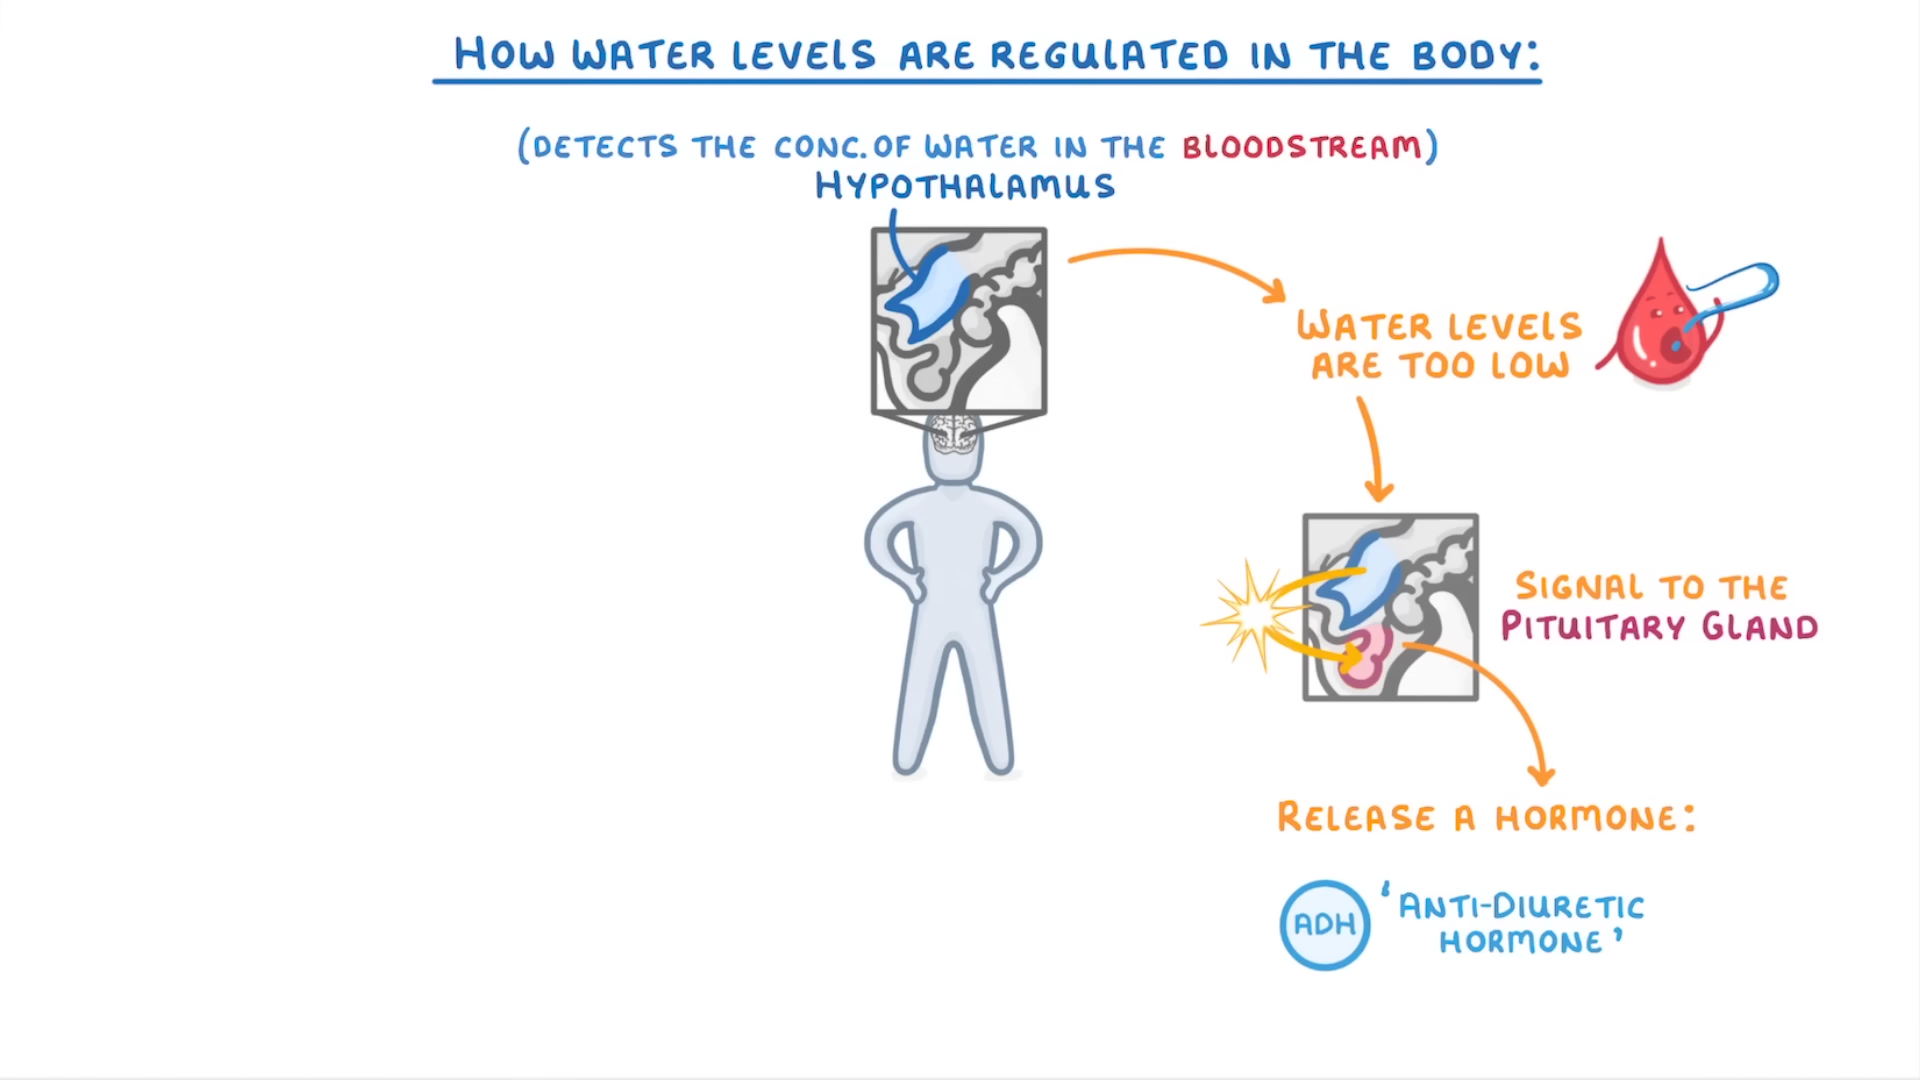 HOW WATER LEVELS ARE REGULATED IN THE BODY:
(DETECTS THE CONC. OF WATER IN THE BLOODSTREAM)
HYPOTHALAMUS
WATER LEVELS
ARE TOO LOW
SIGNAL TO THE
PITUITARY GLAND
RELEASE A HORMONE:
ADH
‘ANTI-DIURETIC
HORMONE’